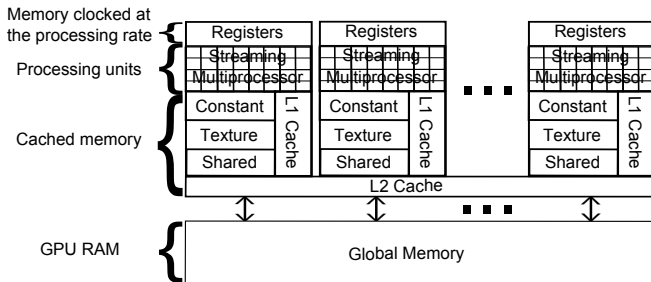 Memory clocked at
the processing rate
Registers
Registers
Registers
Processing units
Streaming
Multiprocessor
Streaming
Multiprocessor
Streaming
Multiprocessor
Cached memory
Constant
Texture
Shared
L1 Cache
Constant
Texture
Shared
L1 Cache
Constant
Texture
Shared
L1 Cache
L2 Cache
GPU RAM
Global Memory